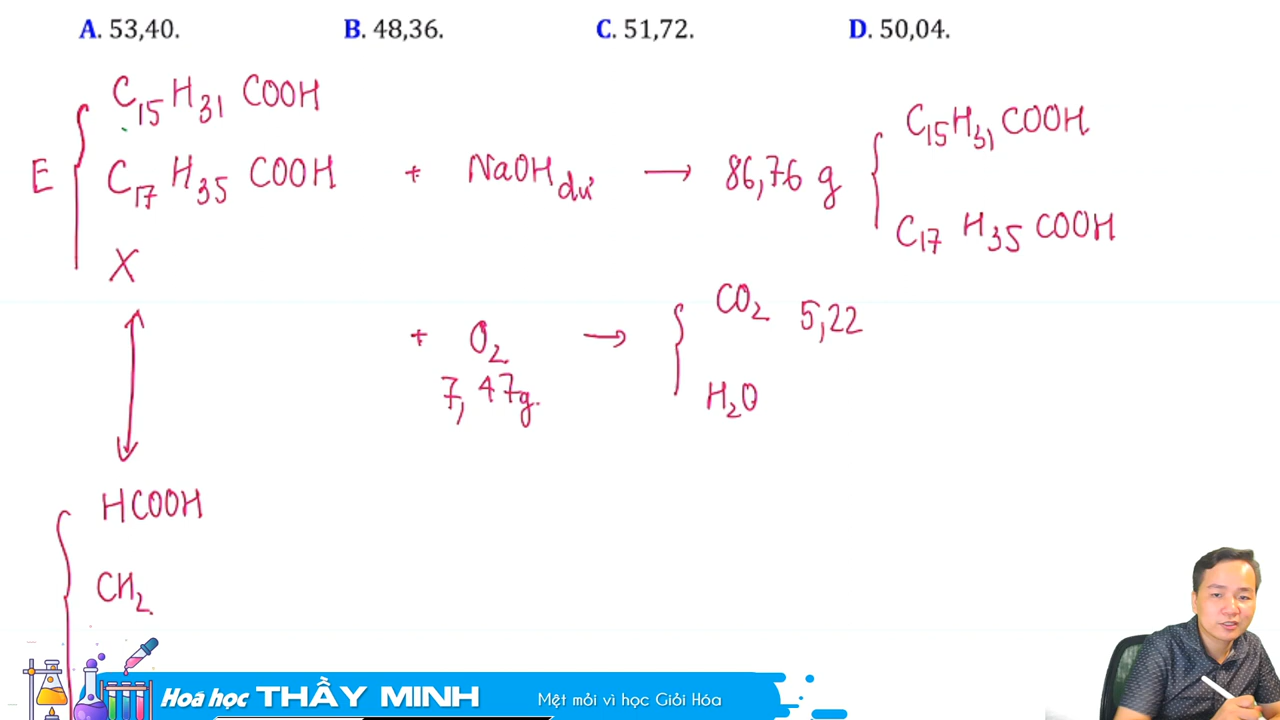 A. 53,40. B. 48,36. C. 51,72. D. 50,04.
C15H31COOH
E C17H35COOH + NaOH dư → 86,76 g C15H31COOH
C17H35COOH
X
+ O2 → CO2 5,22
7,47g.
H2O
HCOOH
CH2
Hoá học THẦY MINH Mệt mỏi vì học Giỏi Hóa